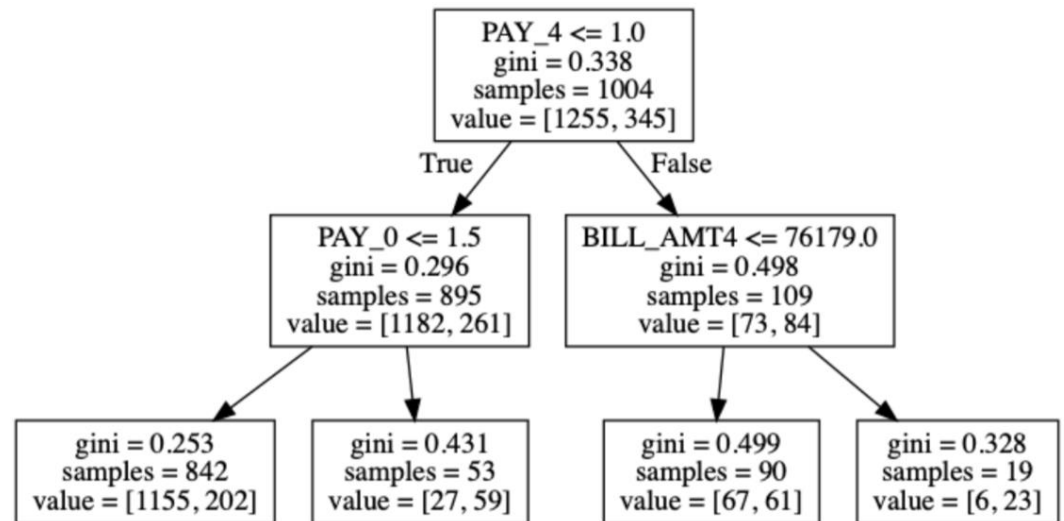 PAY_4 <= 1.0
gini = 0.338
samples = 1004
value = [1255, 345]
True
False
PAY_0 <= 1.5
gini = 0.296
samples = 895
value = [1182, 261]
BILL_AMT4 <= 76179.0
gini = 0.498
samples = 109
value = [73, 84]
gini = 0.253
samples = 842
value = [1155, 202]
gini = 0.431
samples = 53
value = [27, 59]
gini = 0.499
samples = 90
value = [67, 61]
gini = 0.328
samples = 19
value = [6, 23]